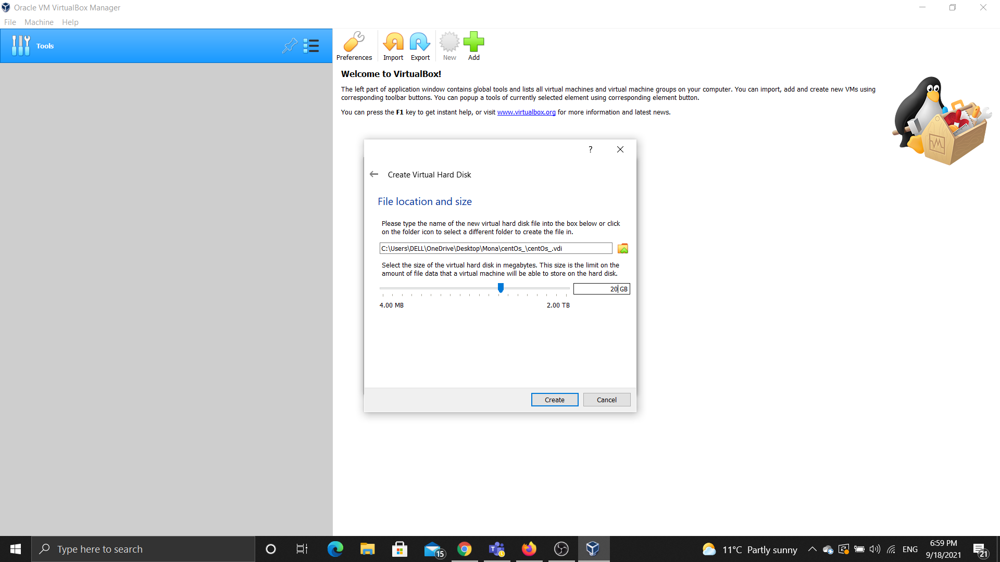 Oracle VM VirtualBox Manager
File Machine Help
Tools
Preferences Import Export New Add
Welcome to VirtualBox!
The left part of application window contains global tools and lists all virtual machines and virtual machine groups on your computer. You can import, add and create new VMs using
corresponding toolbar buttons. You can popup a tools of currently selected element using corresponding element button.
You can press the F1 key to get instant help, or visit www.virtualbox.org for more information and latest news.
?
Create Virtual Hard Disk
File location and size
Please type the name of the new virtual hard disk file into the box below or click
on the folder icon to select a different folder to create the file in.
C:\Users\DELL\OneDrive\Desktop\Mona\centOs_\centOs_.vdi
Select the size of the virtual hard disk in megabytes. This size is the limit on the
amount of file data that a virtual machine will be able to store on the hard disk.
20 GB
4.00 MB 2.00 TB
Create Cancel
Type here to search
15
11°C Partly sunny
ENG
6:59 PM
9/18/2021
21